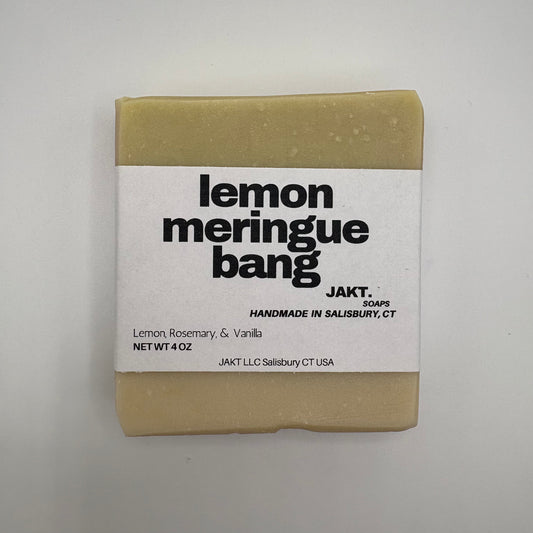 lemon
meringue
bang
JAKT.
SOAPS
HANDMADE IN SALISBURY, CT
Lemon, Rosemary, & Vanilla
NET WT 4 OZ
JAKT LLC Salisbury CT USA